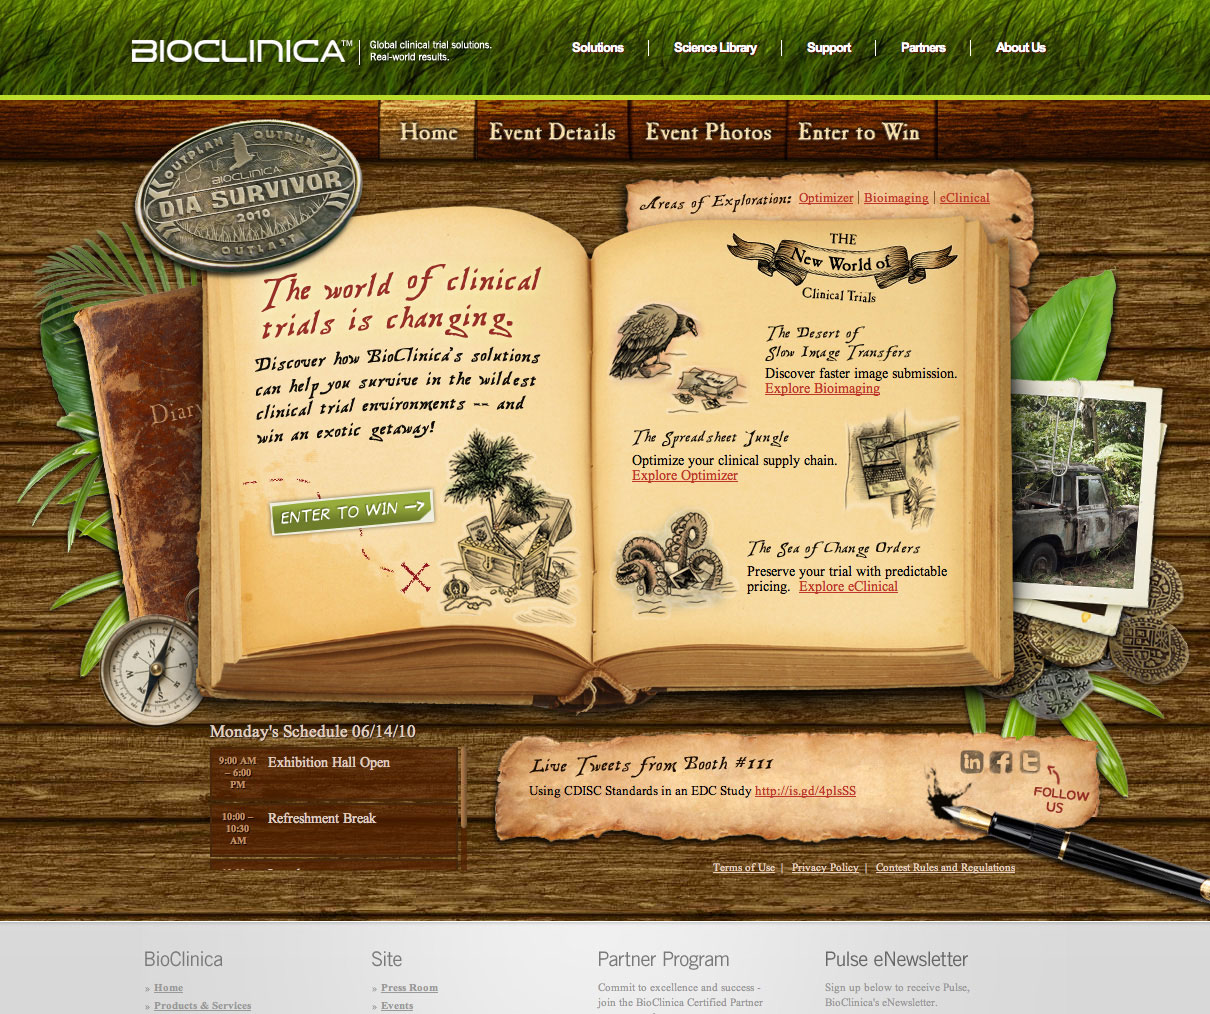 BIOCLINICA™
Global clinical trial solutions.
Real-world results.
Solutions
Science Library
Support
Partners
About Us
Home
Event Details
Event Photos
Enter to Win
OUTPLAN
OUTRUN
BIOCLINICA
DIA SURVIVOR
2010
OUTLAST
Areas of Exploration: Optimizer | Bioimaging | eClinical
Diary
The world of clinical
trials is changing.
Discover how BioClinica's solutions
can help you survive in the wildest
clinical trial environments -- and
win an exotic getaway!
ENTER TO WIN
THE
New World of
Clinical Trials
The Desert of
Slow Image Transfers
Discover faster image submission.
Explore Bioimaging
The Spreadsheet Jungle
Optimize your clinical supply chain.
Explore Optimizer
The Sea of Change Orders
Preserve your trial with predictable
pricing. Explore eClinical
N
E
S
W
Monday's Schedule 06/14/10
9:00 AM
– 6:00
PM
Exhibition Hall Open
10:00 –
10:30
AM
Refreshment Break
Live Tweets from Booth #111
Using CDISC Standards in an EDC Study http://is.gd/4plsSS
FOLLOW
US
Terms of Use | Privacy Policy | Contest Rules and Regulations
BioClinica
» Home
» Products & Services
Site
» Press Room
» Events
Partner Program
Commit to excellence and success -
join the BioClinica Certified Partner
Pulse eNewsletter
Sign up below to receive Pulse,
BioClinica's eNewsletter.